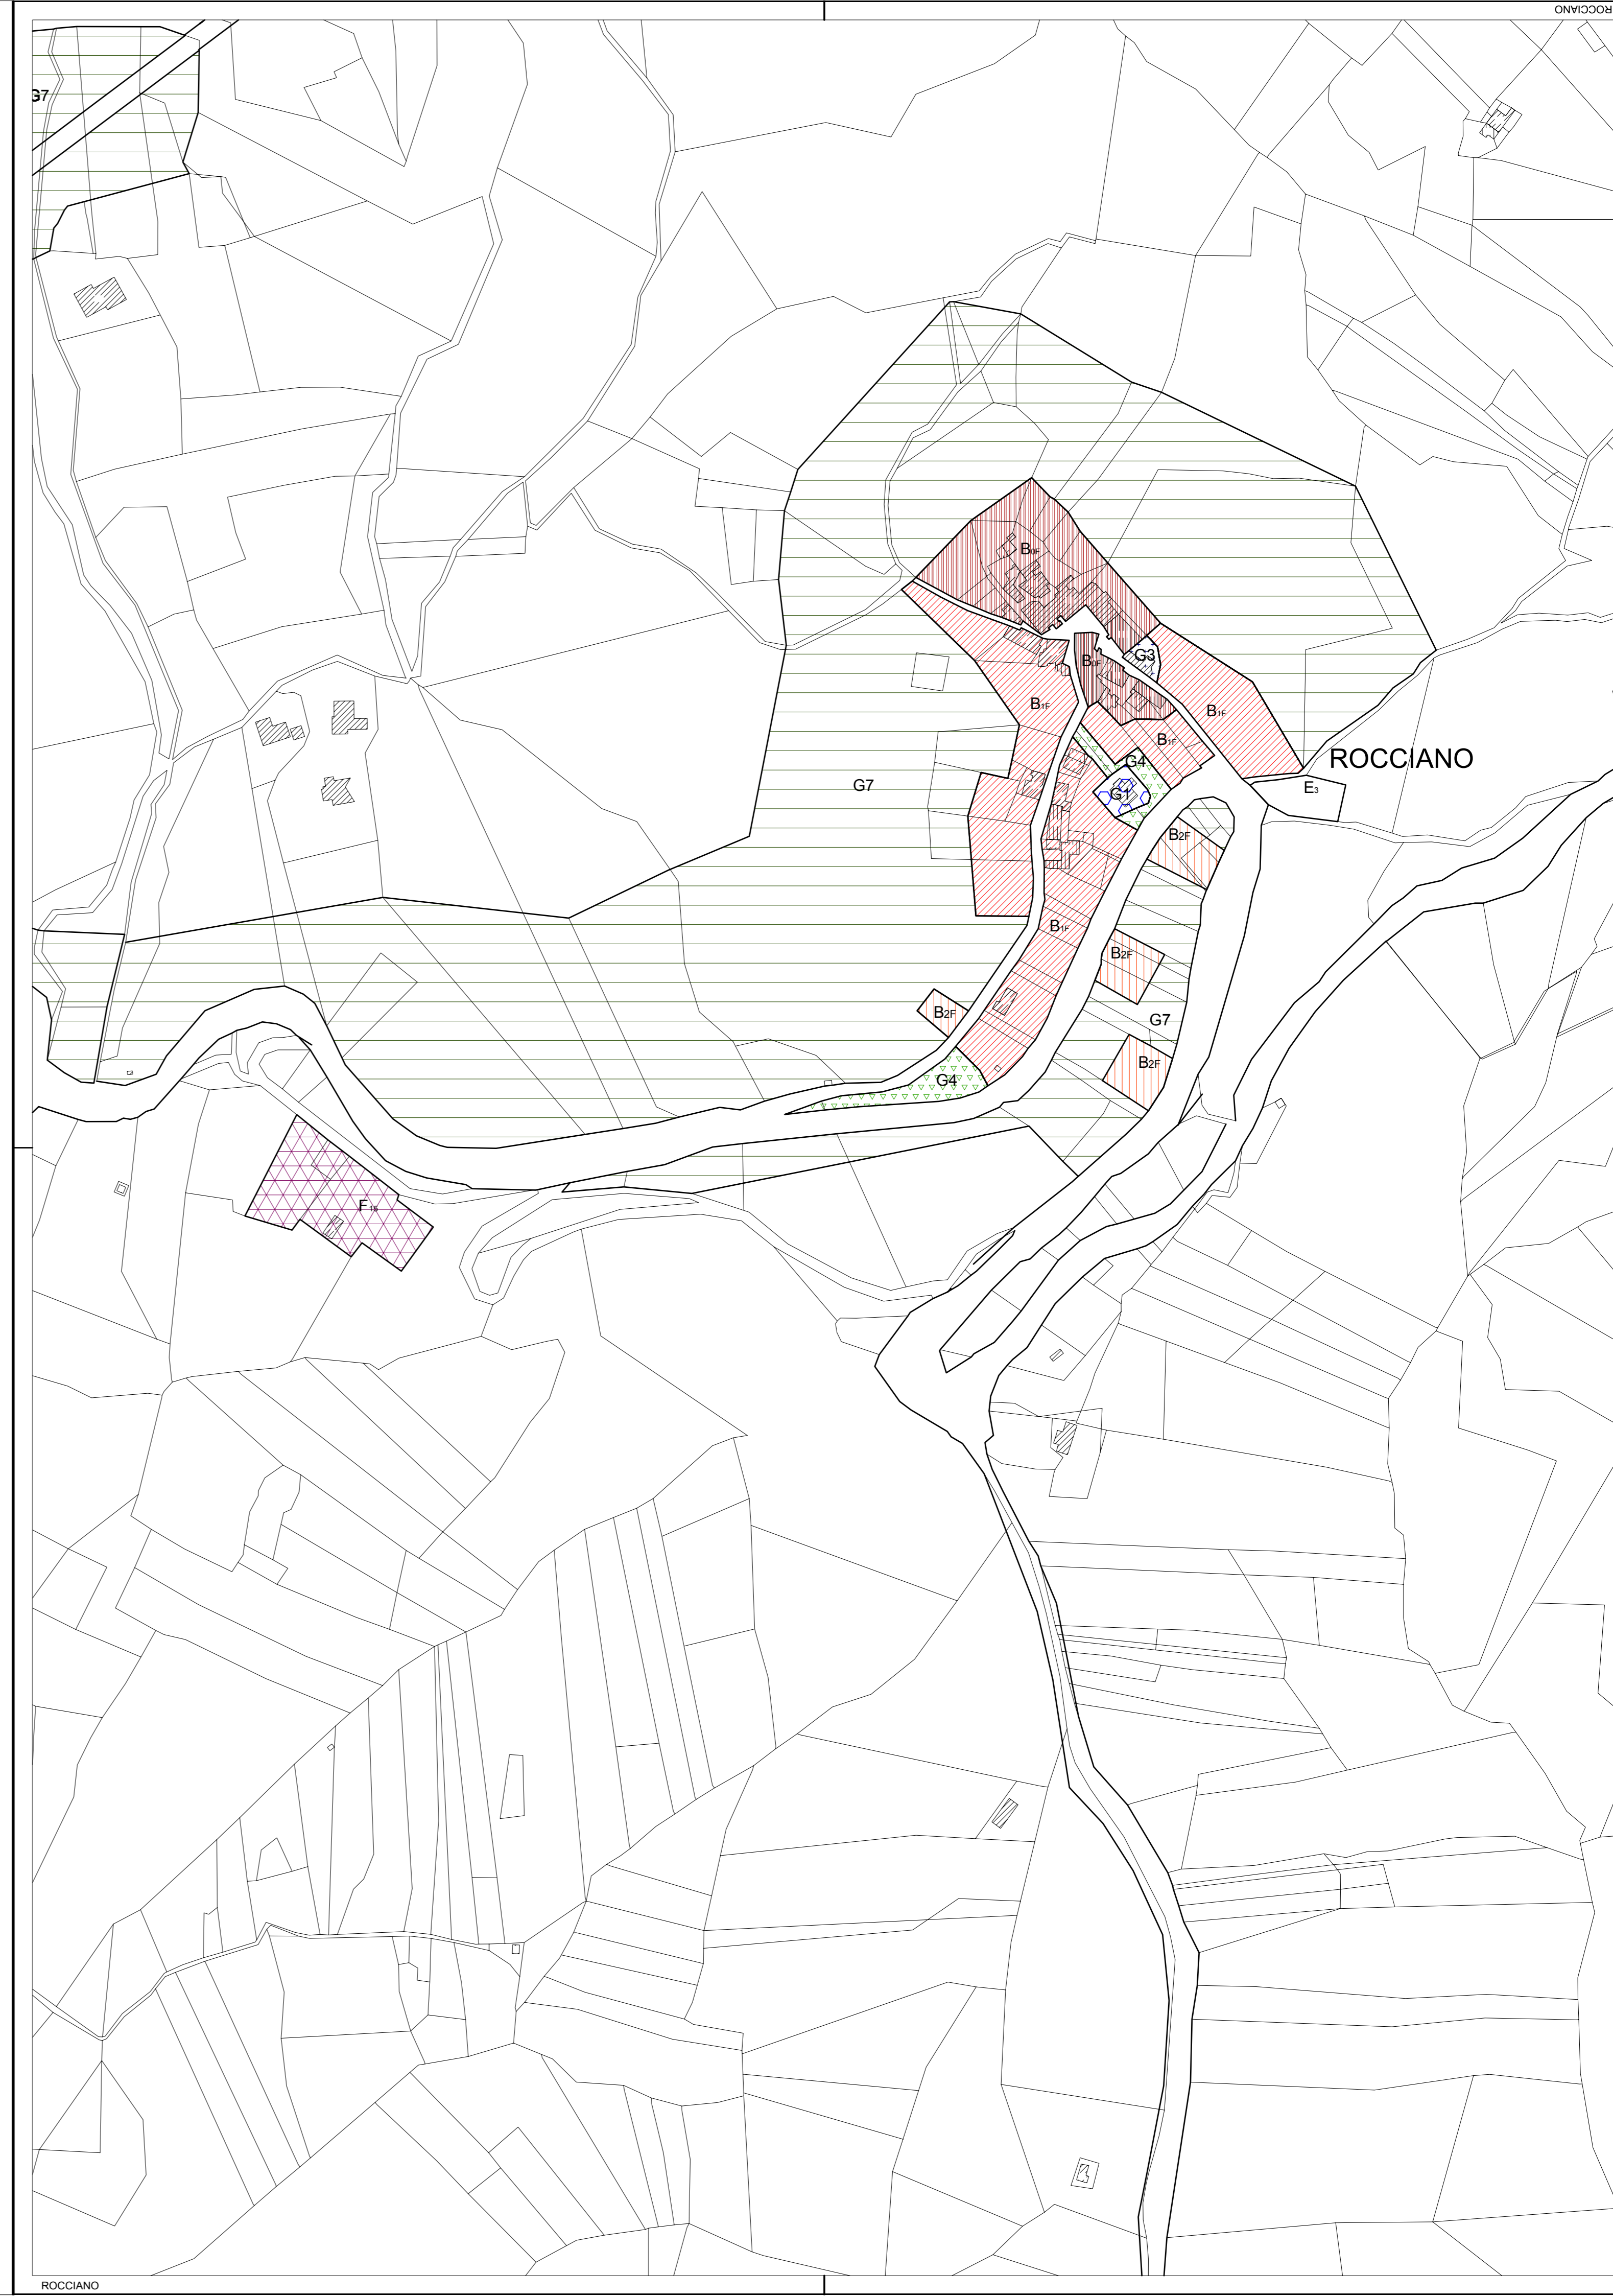 ROCCIANO
G7
B0F
G3
B0F
B1F
B1F
B1F
ROCCIANO
G4
G7
E3
G1
B2F
B1F
B2F
B2F
G7
B2F
G4
F16
ROCCIANO